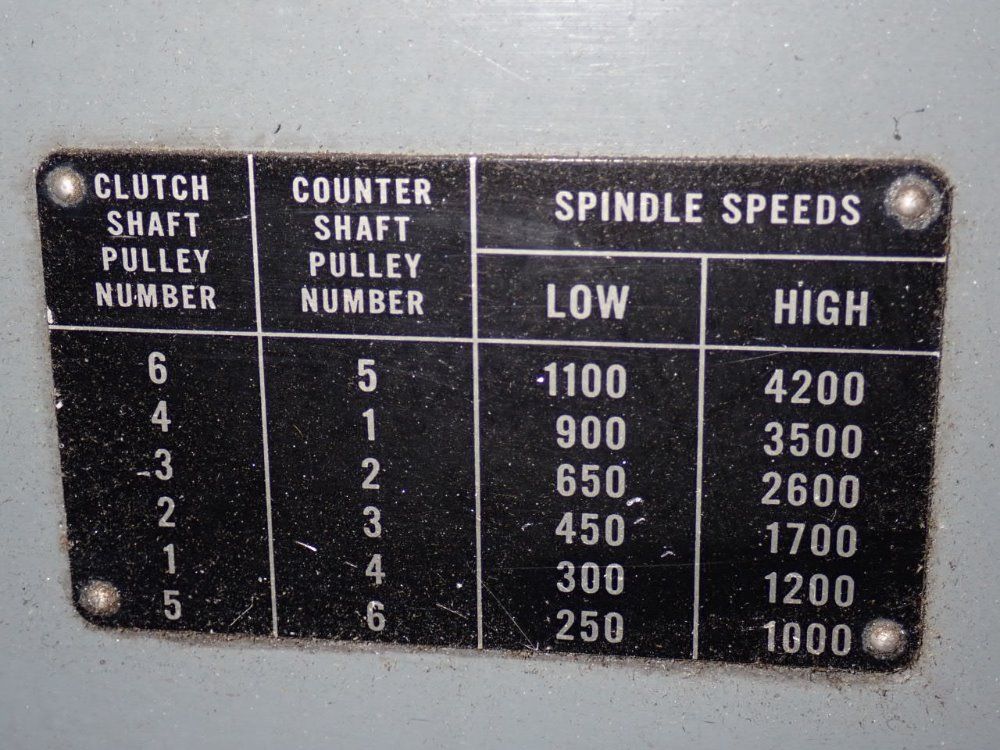 CLUTCH SHAFT PULLEY NUMBER COUNTER SHAFT PULLEY NUMBER SPINDLE SPEEDS
LOW HIGH
6 5 1100 4200
4 1 900 3500
3 2 650 2600
2 3 450 1700
1 4 300 1200
5 6 250 1000